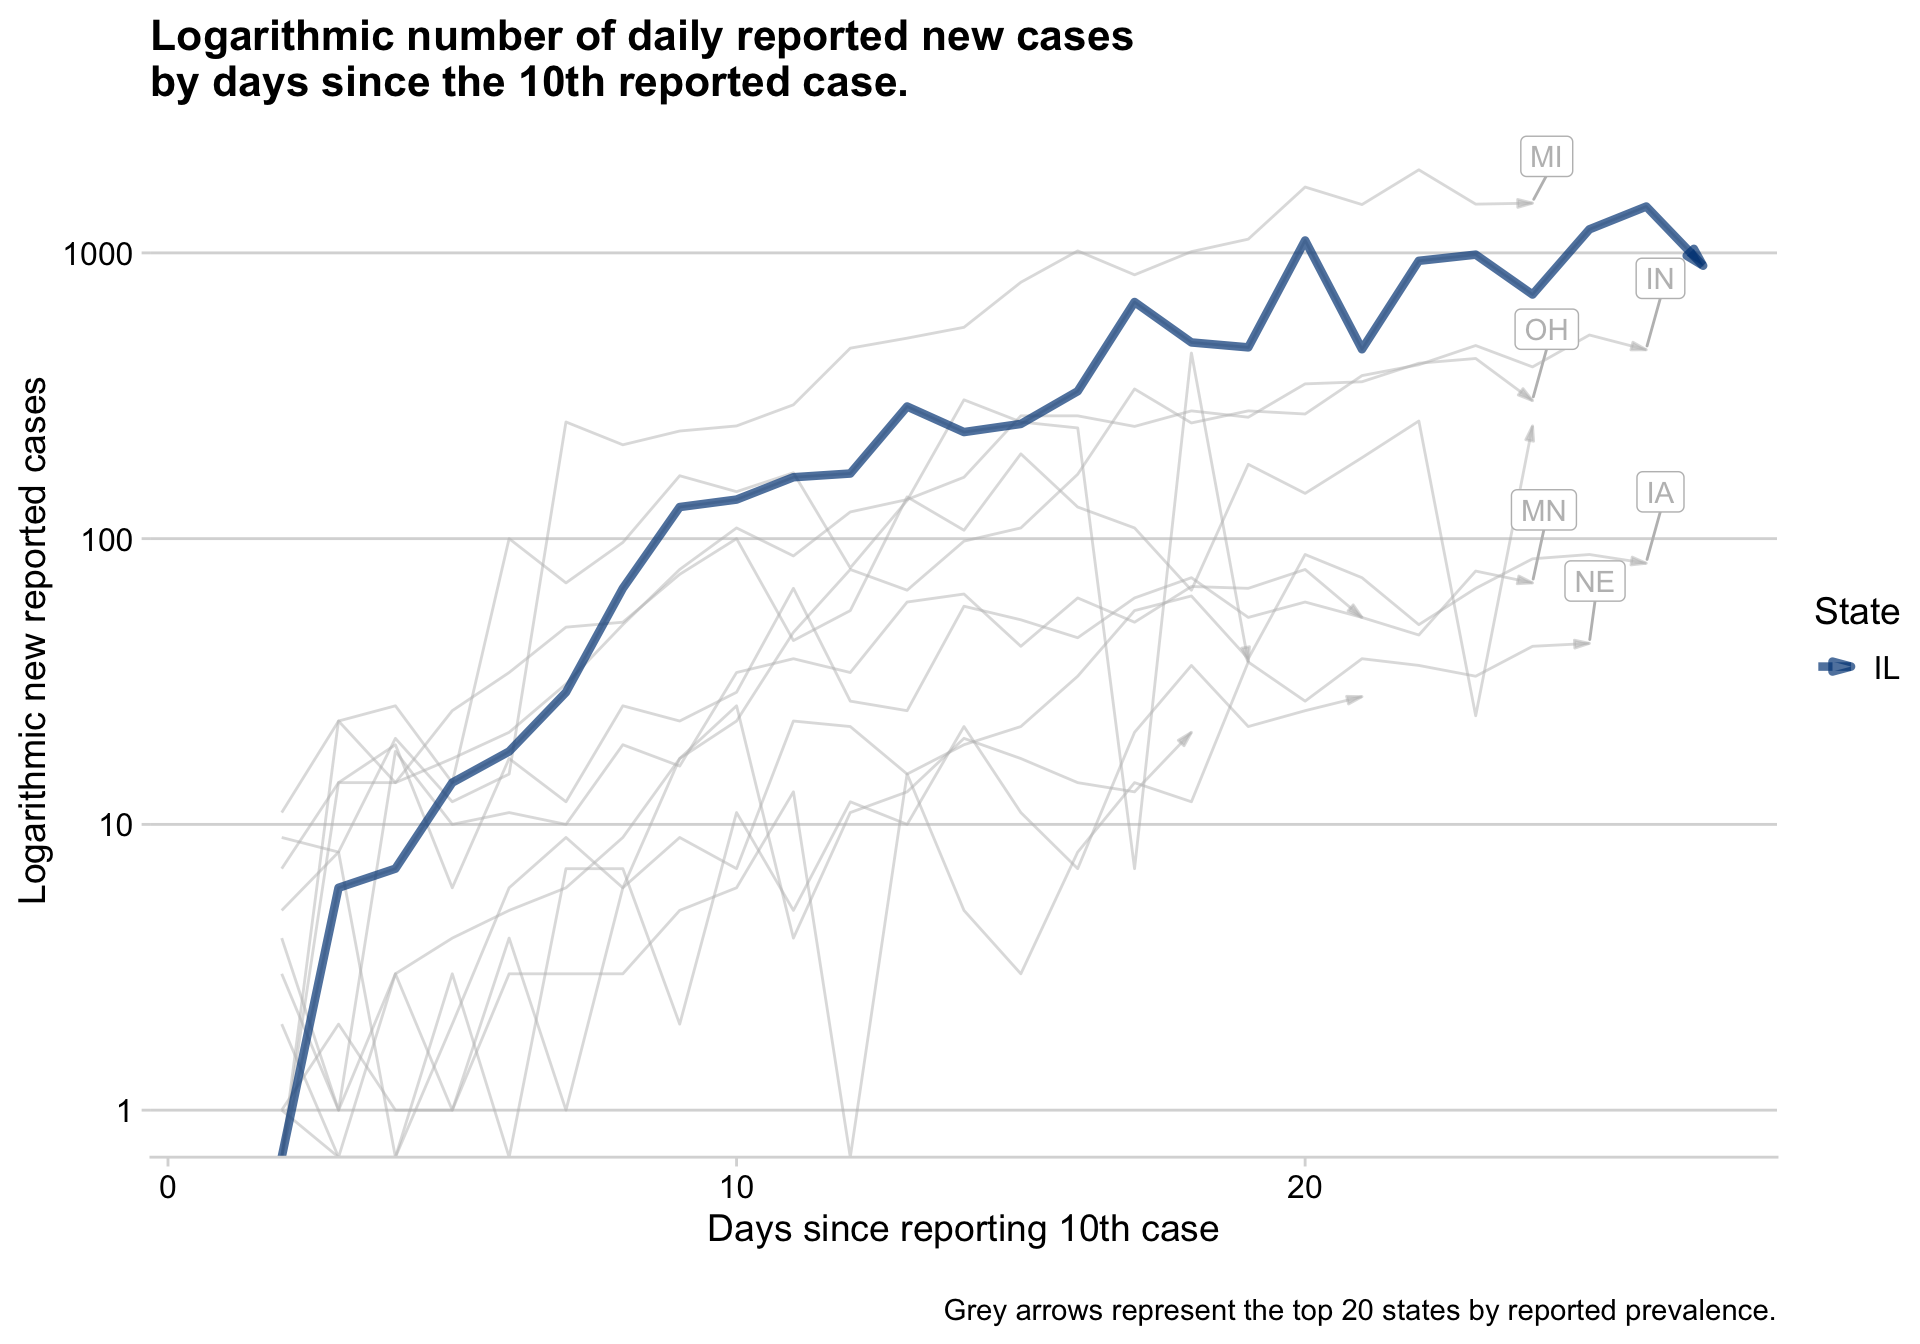 Logarithmic number of daily reported new cases
by days since the 10th reported case.
Logarithmic new reported cases
1000
100
10
1
MI
IN
OH
MN
IA
NE
State
IL
0
10
20
Days since reporting 10th case
Grey arrows represent the top 20 states by reported prevalence.